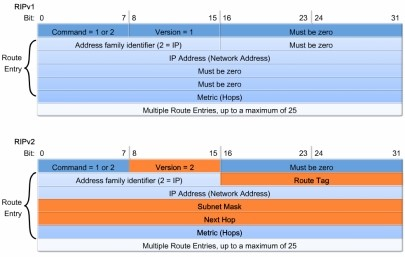 RIPv1
Bit: 0 7 8 15 16 23 24 31
Command = 1 or 2 Version = 1 Must be zero
Address family identifier (2 = IP) Must be zero
Route Entry
IP Address (Network Address)
Must be zero
Must be zero
Metric (Hops)
Multiple Route Entries, up to a maximum of 25
RIPv2
Bit: 0 7 8 15 16 23 24 31
Command = 1 or 2 Version = 2 Must be zero
Address family identifier (2 = IP) Route Tag
Route Entry
IP Address (Network Address)
Subnet Mask
Next Hop
Metric (Hops)
Multiple Route Entries, up to a maximum of 25